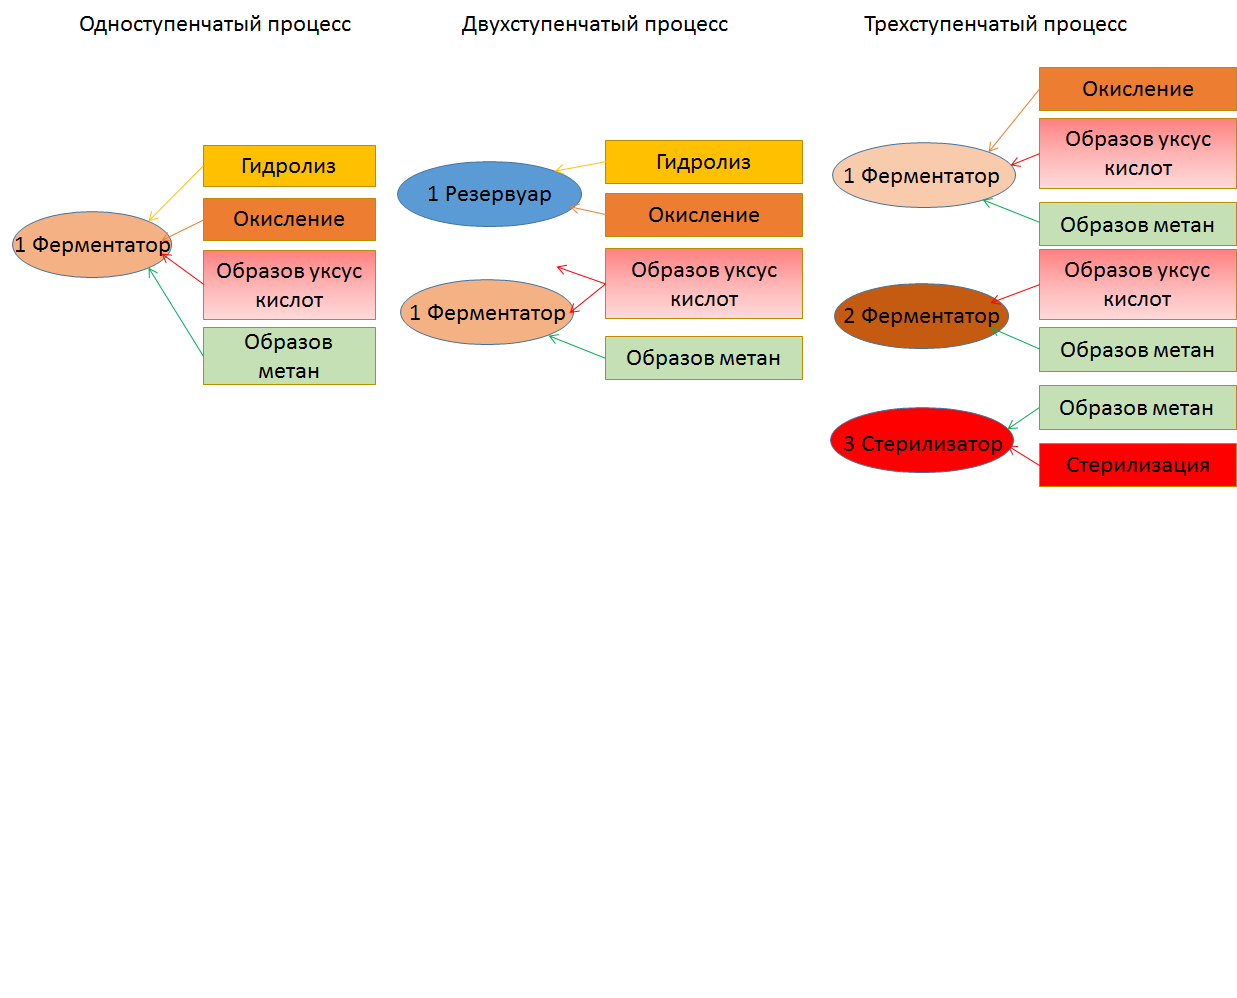 Одноступенчатый процесс
Двухступенчатый процесс
Трехступенчатый процесс
1 Ферментатор
Гидролиз
Окисление
Образов уксус
кислот
Образов
метан
1 Резервуар
Гидролиз
Окисление
1 Ферментатор
Образов уксус
кислот
Образов метан
1 Ферментатор
Окисление
Образов уксус
кислот
Образов метан
2 Ферментатор
Образов уксус
кислот
Образов метан
3 Стерилизатор
Образов метан
Стерилизация